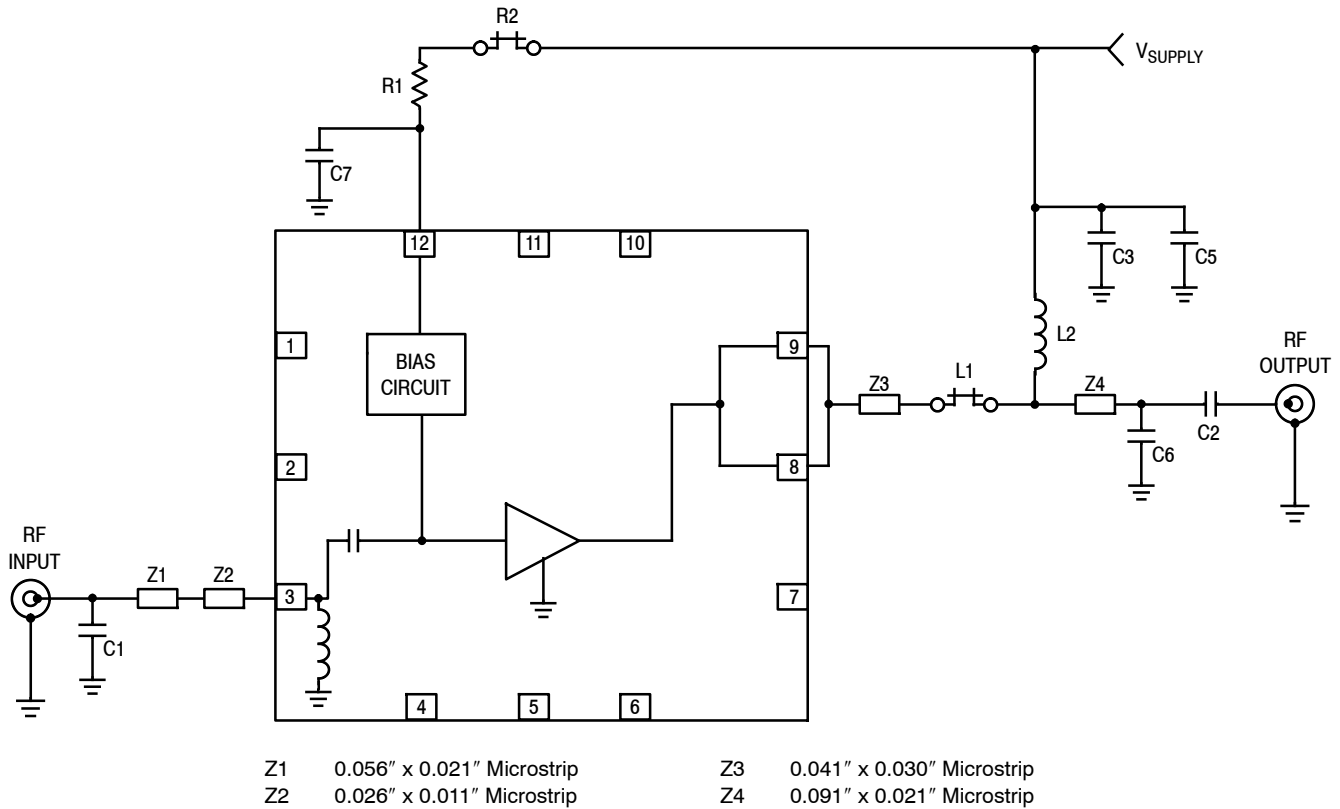 R2
V_SUPPLY
R1
C7
12
11
10
C3
C5
1
BIAS
CIRCUIT
9
L2
RF
OUTPUT
Z3
L1
Z4
2
8
C6
C2
RF
INPUT
Z1
Z2
3
7
C1
4
5
6
Z1 0.056″ x 0.021″ Microstrip
Z2 0.026″ x 0.011″ Microstrip
Z3 0.041″ x 0.030″ Microstrip
Z4 0.091″ x 0.021″ Microstrip